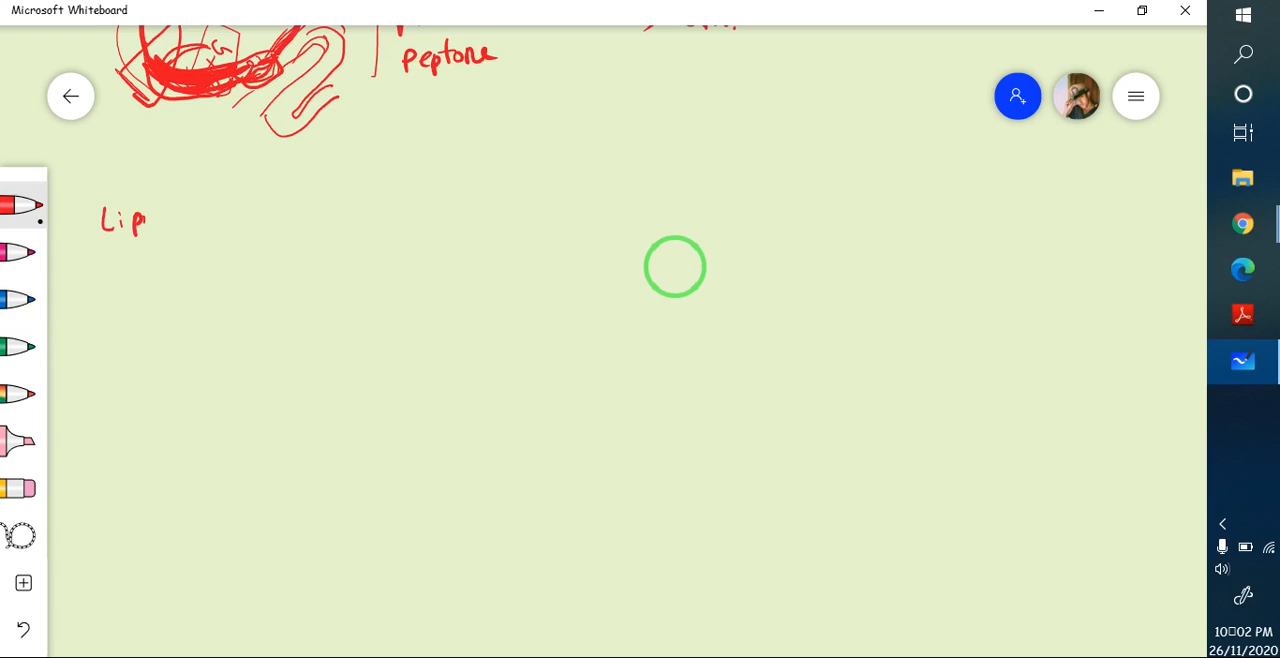 Microsoft Whiteboard
peptone
Lip
10□02 PM
26/11/2020